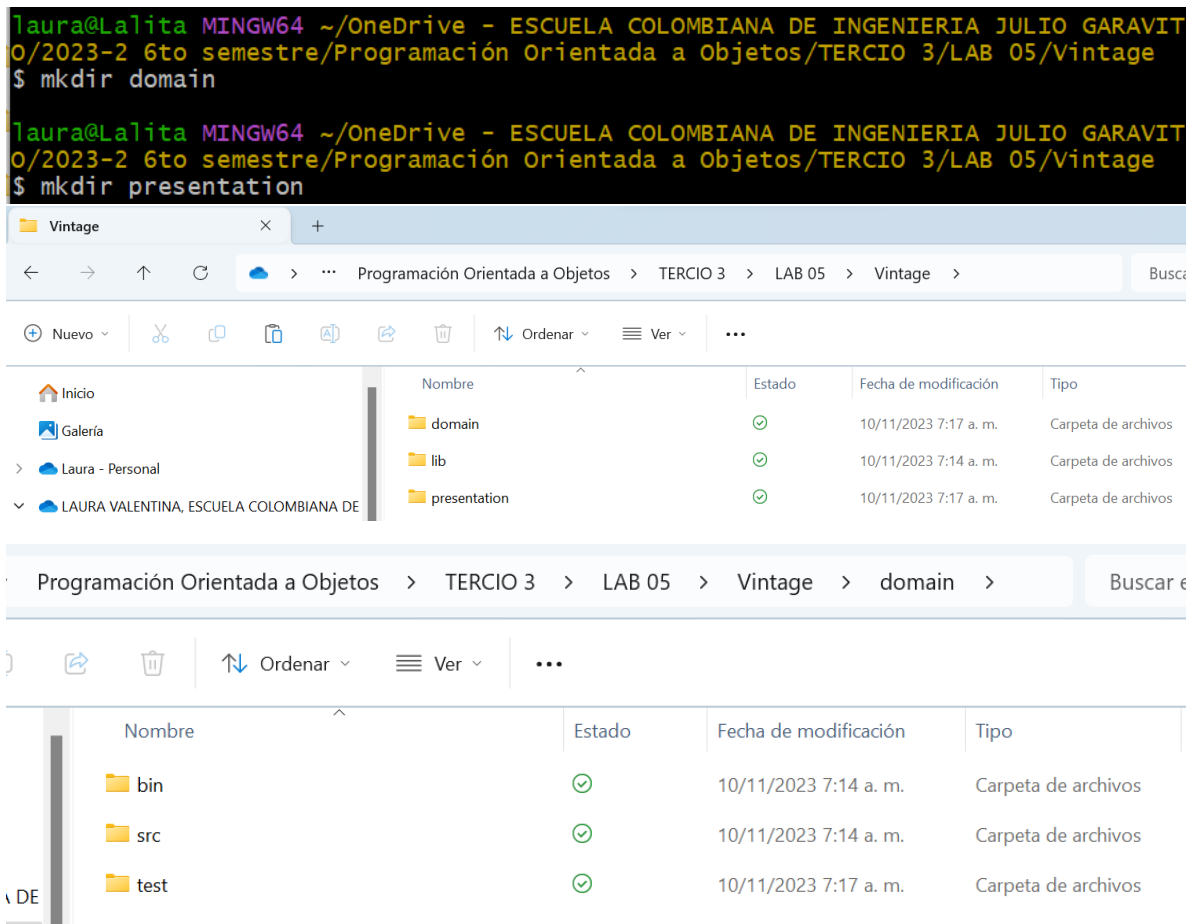 laura@Lalita MINGW64 ~/OneDrive - ESCUELA COLOMBIANA DE INGENIERIA JULIO GARAVIT
O/2023-2 6to semestre/Programación Orientada a Objetos/TERCIO 3/LAB 05/Vintage
$ mkdir domain
laura@Lalita MINGW64 ~/OneDrive - ESCUELA COLOMBIANA DE INGENIERIA JULIO GARAVIT
O/2023-2 6to semestre/Programación Orientada a Objetos/TERCIO 3/LAB 05/Vintage
$ mkdir presentation
Vintage
Programación Orientada a Objetos > TERCIO 3 > LAB 05 > Vintage > Busca
Nuevo Ordenar Ver
Inicio
Galería
Laura - Personal
LAURA VALENTINA, ESCUELA COLOMBIANA DE
Nombre Estado Fecha de modificación Tipo
domain 10/11/2023 7:17 a. m. Carpeta de archivos
lib 10/11/2023 7:14 a. m. Carpeta de archivos
presentation 10/11/2023 7:17 a. m. Carpeta de archivos
Programación Orientada a Objetos > TERCIO 3 > LAB 05 > Vintage > domain > Buscar e
Ordenar Ver
Nombre Estado Fecha de modificación Tipo
bin 10/11/2023 7:14 a. m. Carpeta de archivos
src 10/11/2023 7:14 a. m. Carpeta de archivos
test 10/11/2023 7:17 a. m. Carpeta de archivos
A DE